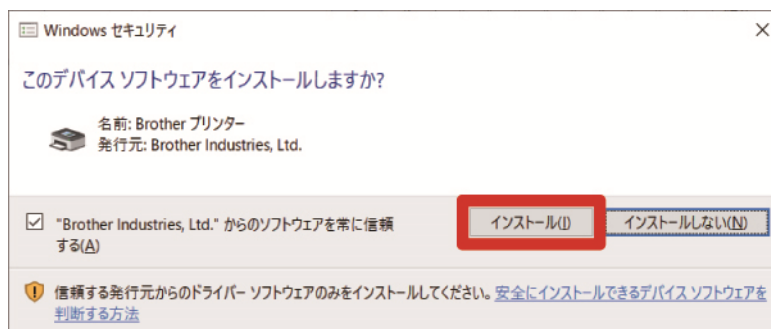 Windows セキュリティ
このデバイス ソフトウェアをインストールしますか?
名前: Brother プリンター
発行元: Brother Industries, Ltd.
"Brother Industries, Ltd." からのソフトウェアを常に信頼
する(A)
インストール(I)
インストールしない(N)
信頼する発行元からのドライバー ソフトウェアのみをインストールしてください。安全にインストールできるデバイス ソフトウェアを
判断する方法